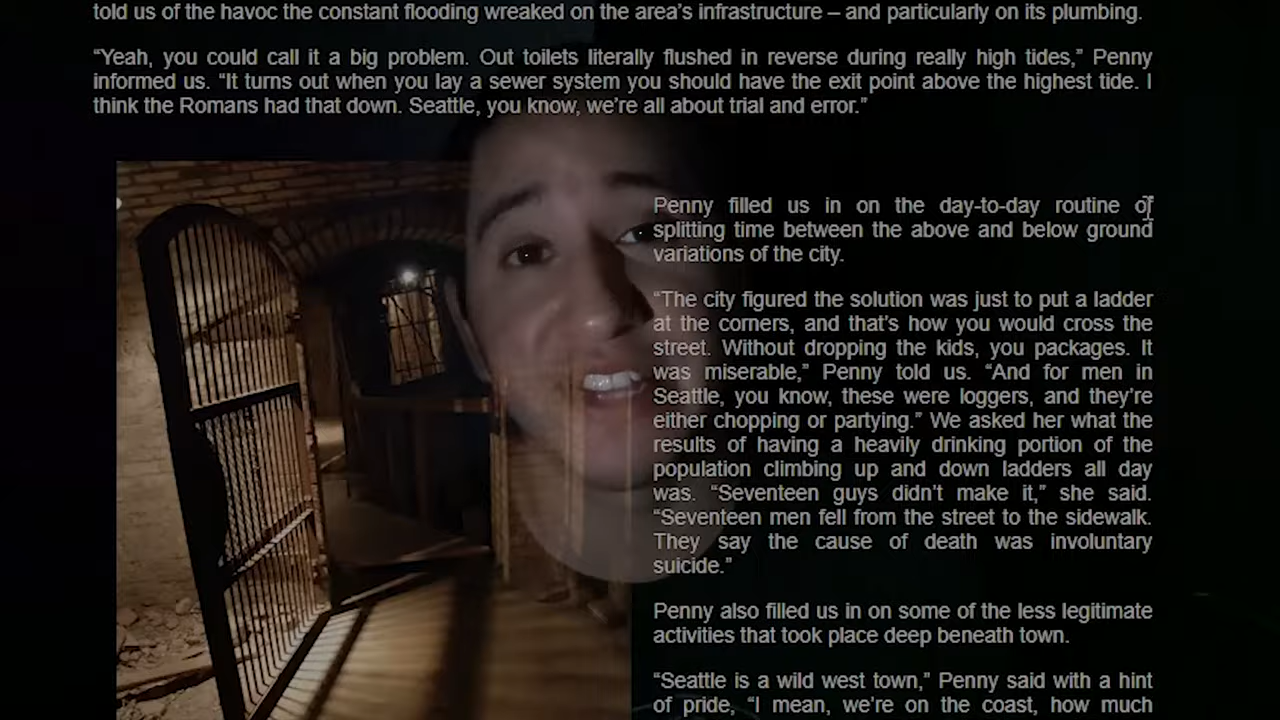 told us of the havoc the constant flooding wreaked on the area’s infrastructure – and particularly on its plumbing.
“Yeah, you could call it a big problem. Out toilets literally flushed in reverse during really high tides,” Penny
informed us. “It turns out when you lay a sewer system you should have the exit point above the highest tide. I
think the Romans had that down. Seattle, you know, we’re all about trial and error.”
Penny filled us in on the day-to-day routine of
splitting time between the above and below ground
variations of the city.
“The city figured the solution was just to put a ladder
at the corners, and that’s how you would cross the
street. Without dropping the kids, you packages. It
was miserable,” Penny told us. “And for men in
Seattle, you know, these were loggers, and they’re
either chopping or partying.” We asked her what the
results of having a heavily drinking portion of the
population climbing up and down ladders all day
was. “Seventeen guys didn’t make it,” she said.
“Seventeen men fell from the street to the sidewalk.
They say the cause of death was involuntary
suicide.”
Penny also filled us in on some of the less legitimate
activities that took place deep beneath town.
“Seattle is a wild west town,” Penny said with a hint
of pride, “I mean, we’re on the coast, how much